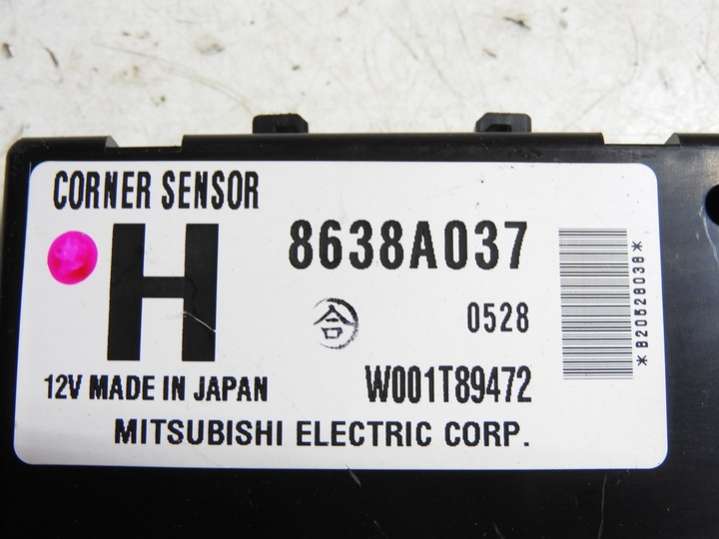 CORNER SENSOR
H
8638A037
合
0528
12V MADE IN JAPAN
W001T89472
MITSUBISHI ELECTRIC CORP.
*B20528038*